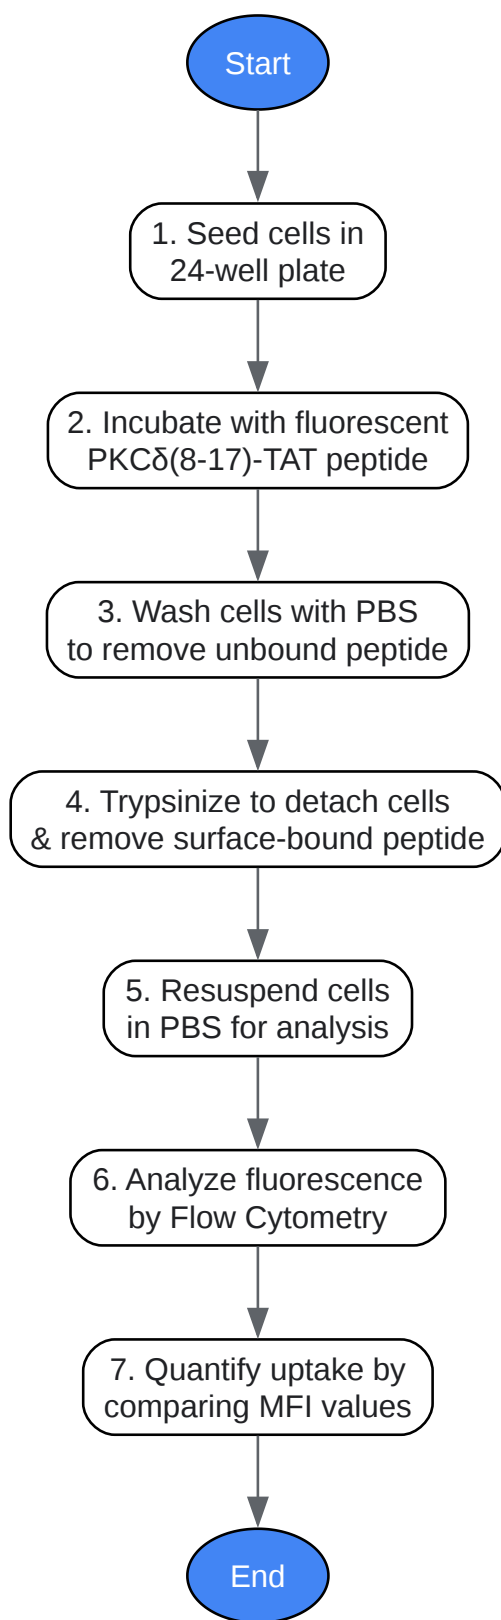 Start
1. Seed cells in
24-well plate
2. Incubate with fluorescent
PKCδ(8-17)-TAT peptide
3. Wash cells with PBS
to remove unbound peptide
4. Trypsinize to detach cells
& remove surface-bound peptide
5. Resuspend cells
in PBS for analysis
6. Analyze fluorescence
by Flow Cytometry
7. Quantify uptake by
comparing MFI values
End